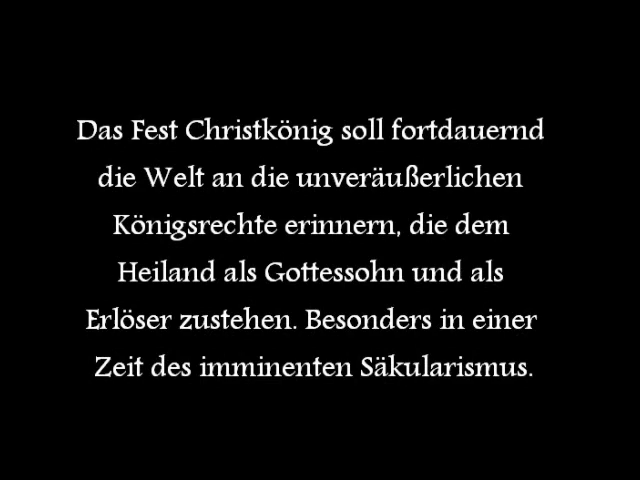 Das Fest Christkönig soll fortdauernd
die Welt an die unveräußerlichen
Königsrechte erinnern, die dem
Heiland als Gottessohn und als
Erlöser zustehen. Besonders in einer
Zeit des imminenten Säkularismus.